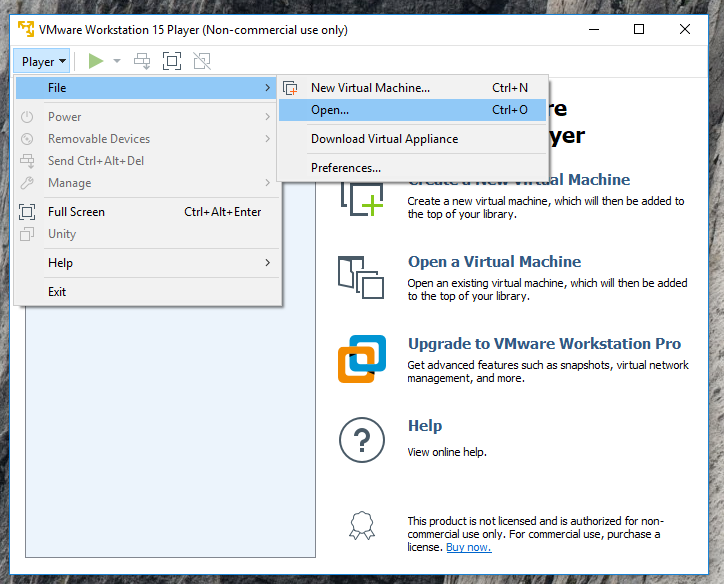 VMware Workstation 15 Player (Non-commercial use only)
Player
File
New Virtual Machine... Ctrl+N
Open... Ctrl+O
Download Virtual Appliance
Preferences...
Power
Removable Devices
Send Ctrl+Alt+Del
Manage
Full Screen Ctrl+Alt+Enter
Unity
Help
Exit
Create a New Virtual Machine
Create a new virtual machine, which will then be added to
the top of your library.
Open a Virtual Machine
Open an existing virtual machine, which will then be added
to the top of your library.
Upgrade to VMware Workstation Pro
Get advanced features such as snapshots, virtual network
management, and more.
Help
View online help.
This product is not licensed and is authorized for non-
commercial use only. For commercial use, purchase a
license. Buy now.